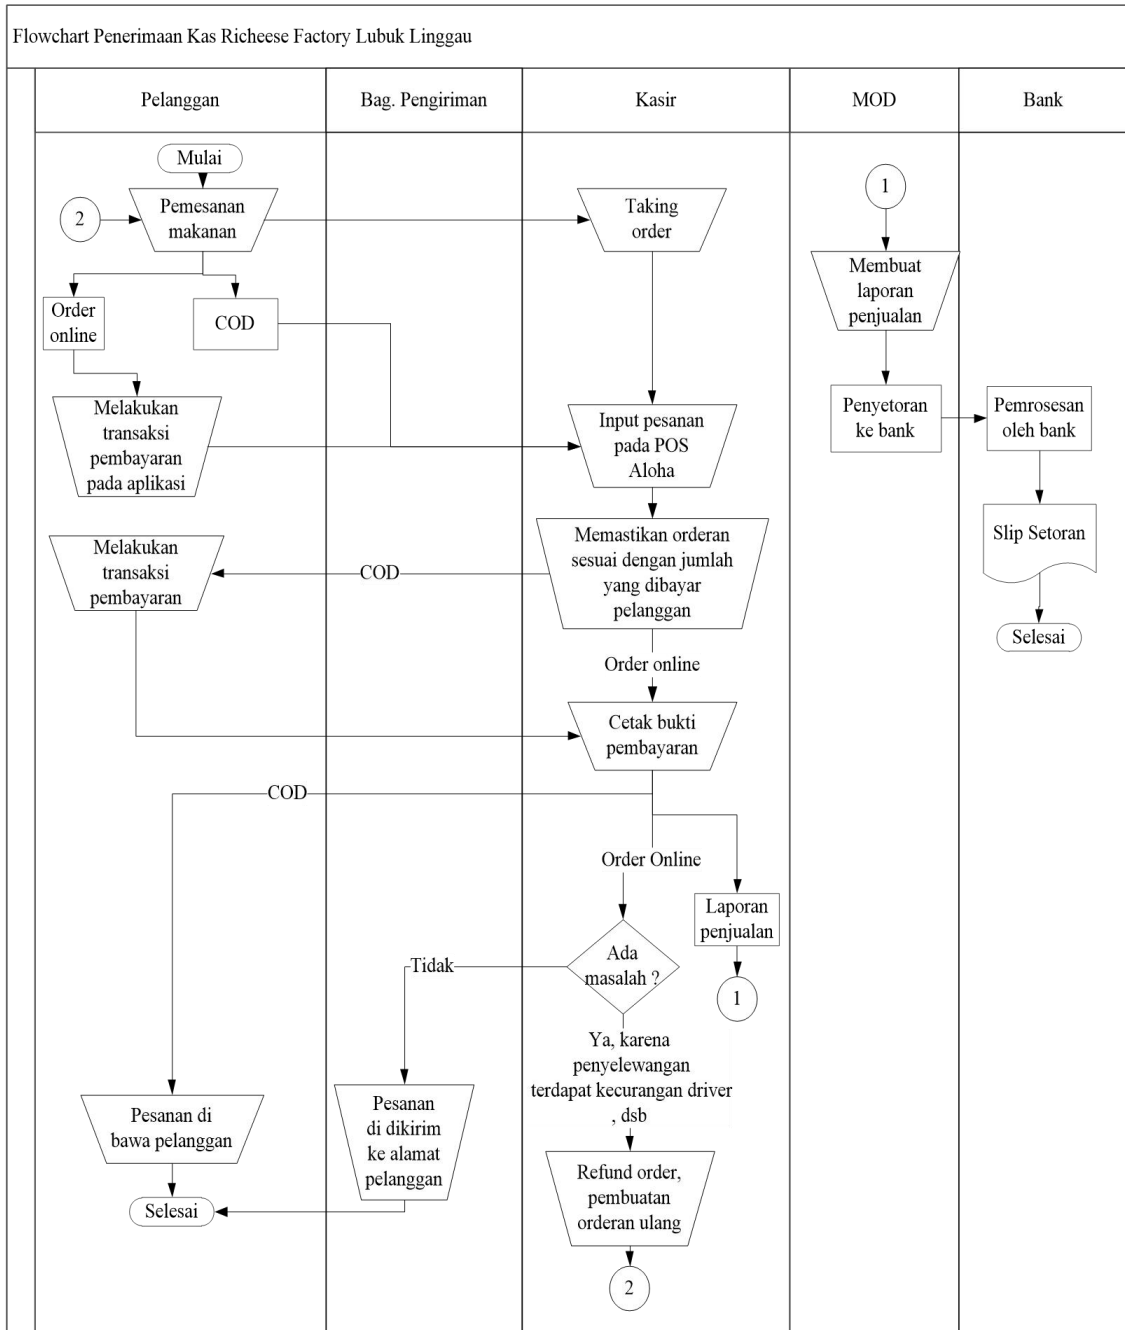 Flowchart Penerimaan Kas Richeese Factory Lubuk Linggau
Pelanggan
Bag. Pengiriman
Kasir
MOD
Bank
Mulai
2
Pemesanan
makanan
Taking
order
1
Membuat
laporan
penjualan
Order
online
COD
Melakukan
transaksi
pembayaran
pada aplikasi
Input pesanan
pada POS
Aloha
Penyetoran
ke bank
Pemrosesan
oleh bank
Melakukan
transaksi
pembayaran
COD
Memastikan orderan
sesuai dengan jumlah
yang dibayar
pelanggan
Slip Setoran
Selesai
Order online
Cetak bukti
pembayaran
COD
Order Online
Laporan
penjualan
Tidak
Ada
masalah ?
1
Ya, karena
penyelewangan
terdapat kecurangan driver
, dsb
Pesanan di
bawa pelanggan
Pesanan
di dikirim
ke alamat
pelanggan
Refund order,
pembuatan
orderan ulang
Selesai
2